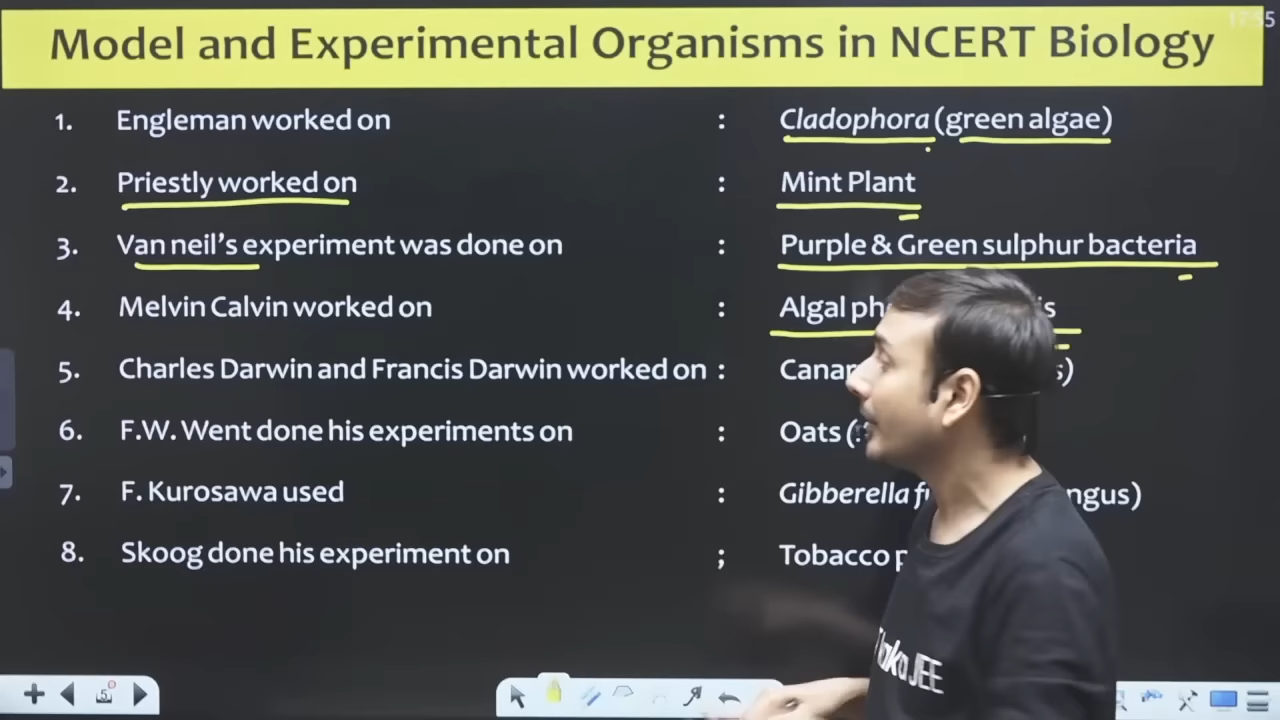 17:55
Model and Experimental Organisms in NCERT Biology
1. Engleman worked on : Cladophora (green algae)
2. Priestly worked on : Mint Plant
3. Van neil's experiment was done on : Purple & Green sulphur bacteria
4. Melvin Calvin worked on : Algal
5. Charles Darwin and Francis Darwin worked on :
6. F.W. Went done his experiments on : Oats
7. F. Kurosawa used : Gibberella
8. Skoog done his experiment on ; Tobacco
JEE